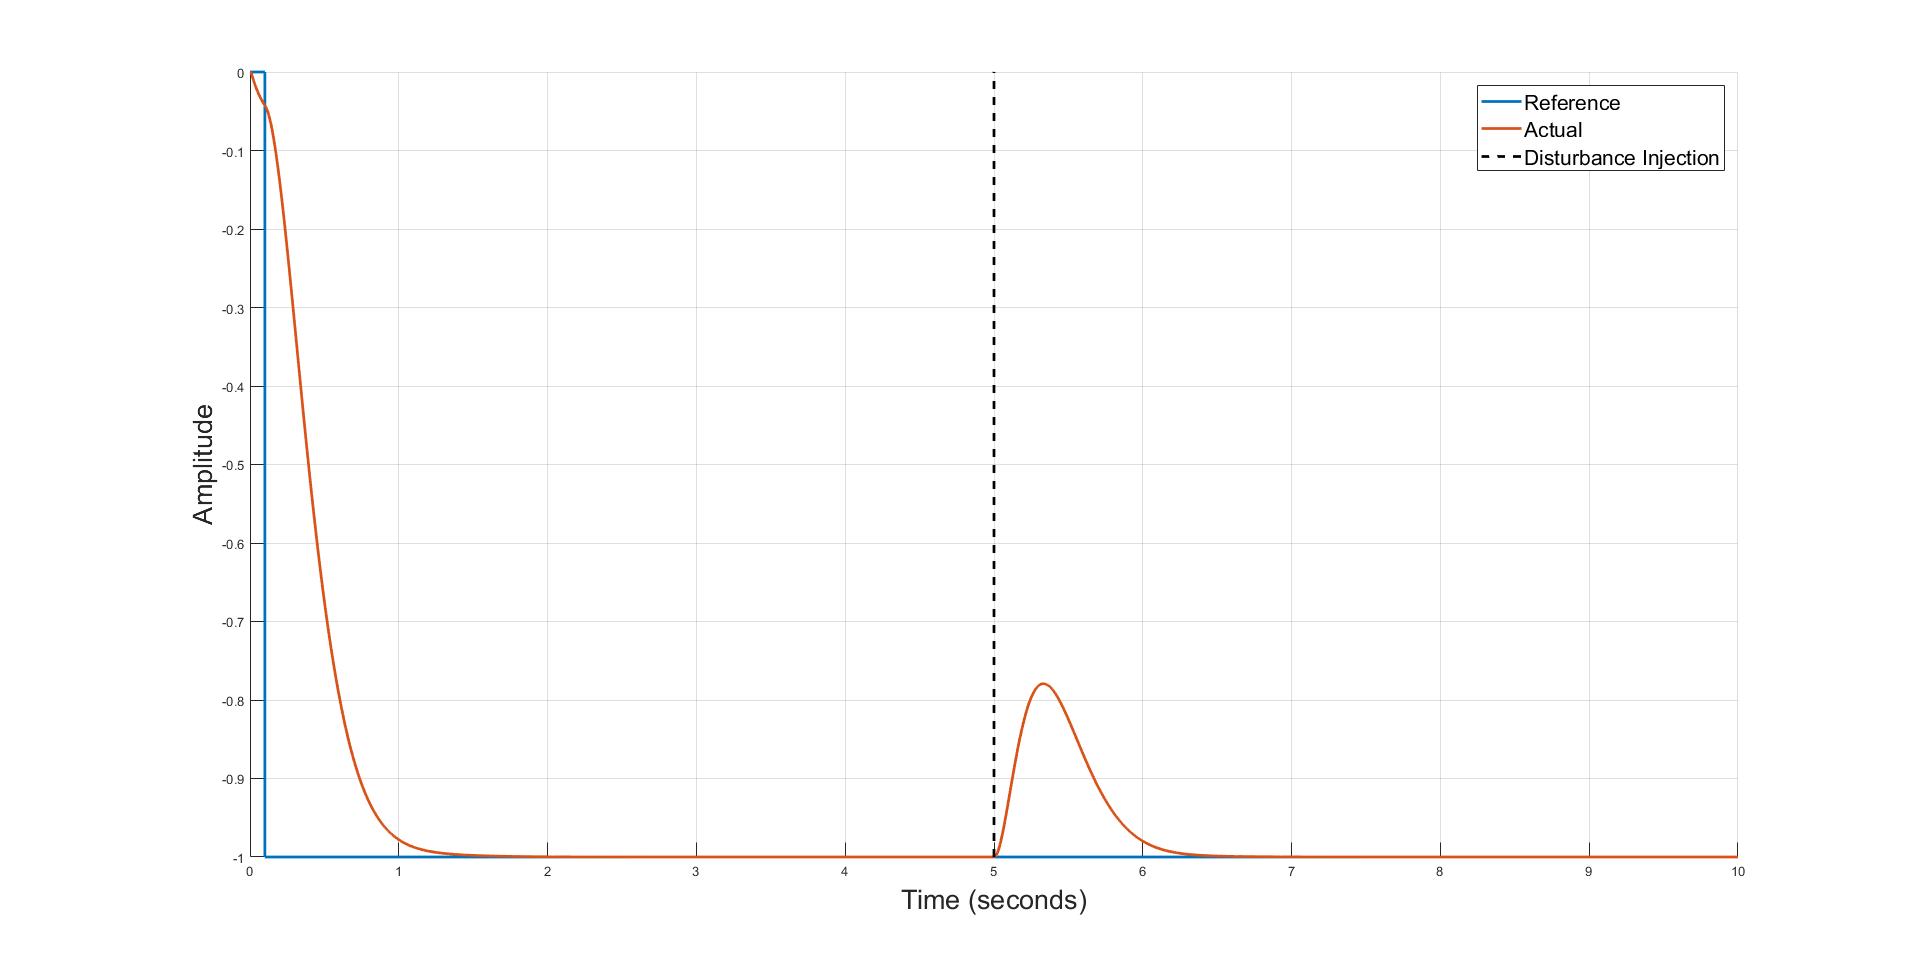 Reference
Actual
Disturbance Injection
Amplitude
0
-0.1
-0.2
-0.3
-0.4
-0.5
-0.6
-0.7
-0.8
-0.9
-1
0 1 2 3 4 5 6 7 8 9 10
Time (seconds)